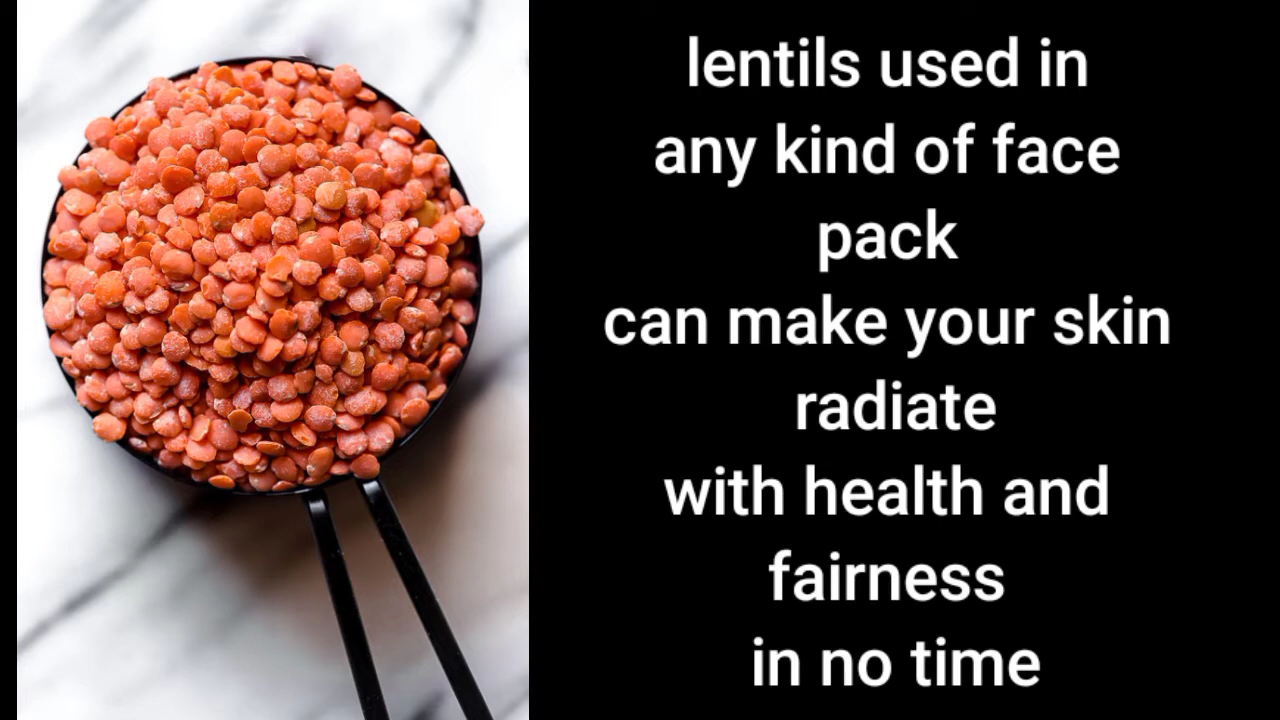 lentils used in
any kind of face
pack
can make your skin
radiate
with health and
fairness
in no time